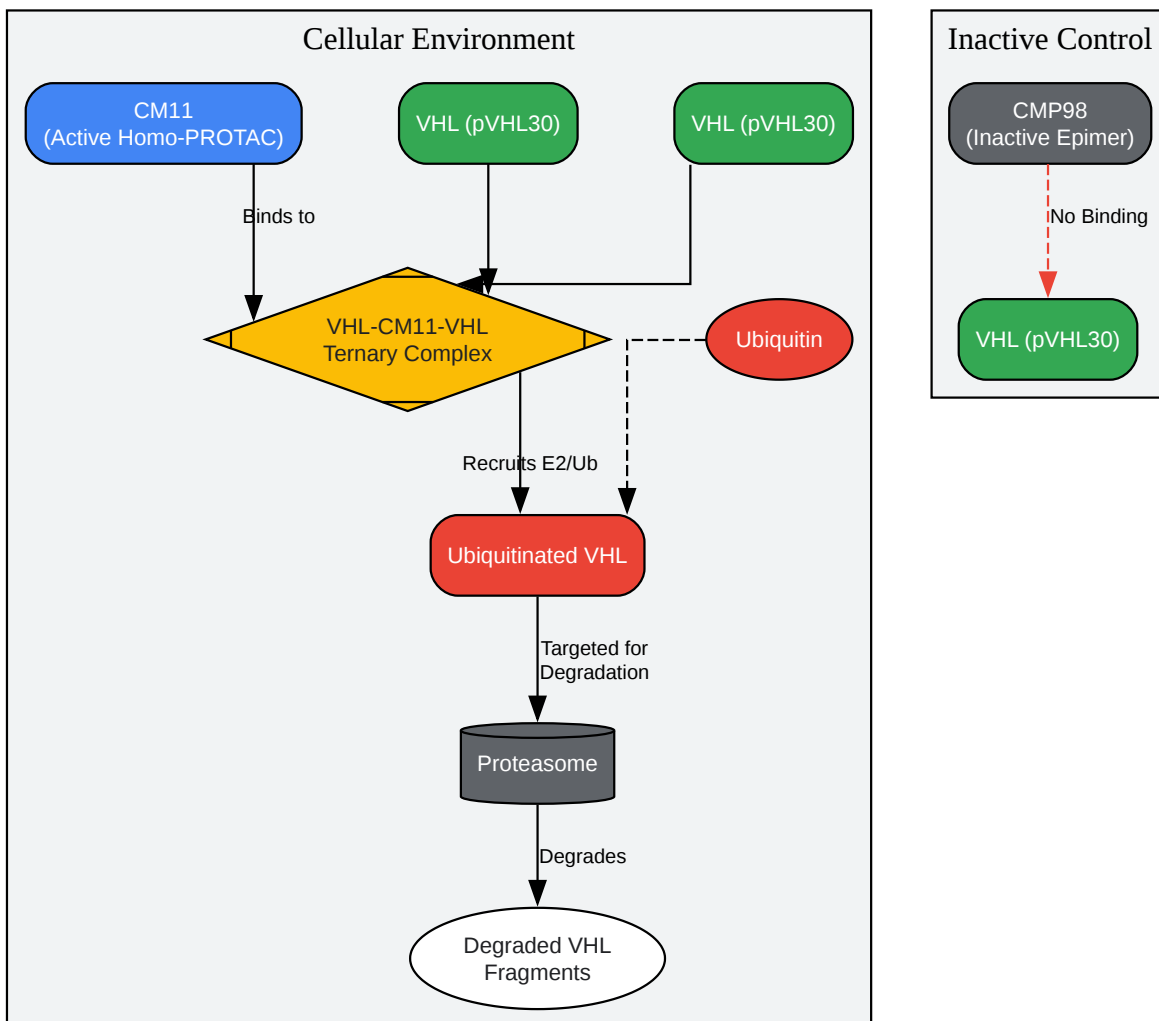 Cellular Environment
CM11
(Active Homo-PROTAC)
VHL (pVHL30)
VHL (pVHL30)
Binds to
VHL-CM11-VHL
Ternary Complex
Ubiquitin
Recruits E2/Ub
Ubiquitinated VHL
Targeted for
Degradation
Proteasome
Degrades
Degraded VHL
Fragments
Inactive Control
CMP98
(Inactive Epimer)
No Binding
VHL (pVHL30)